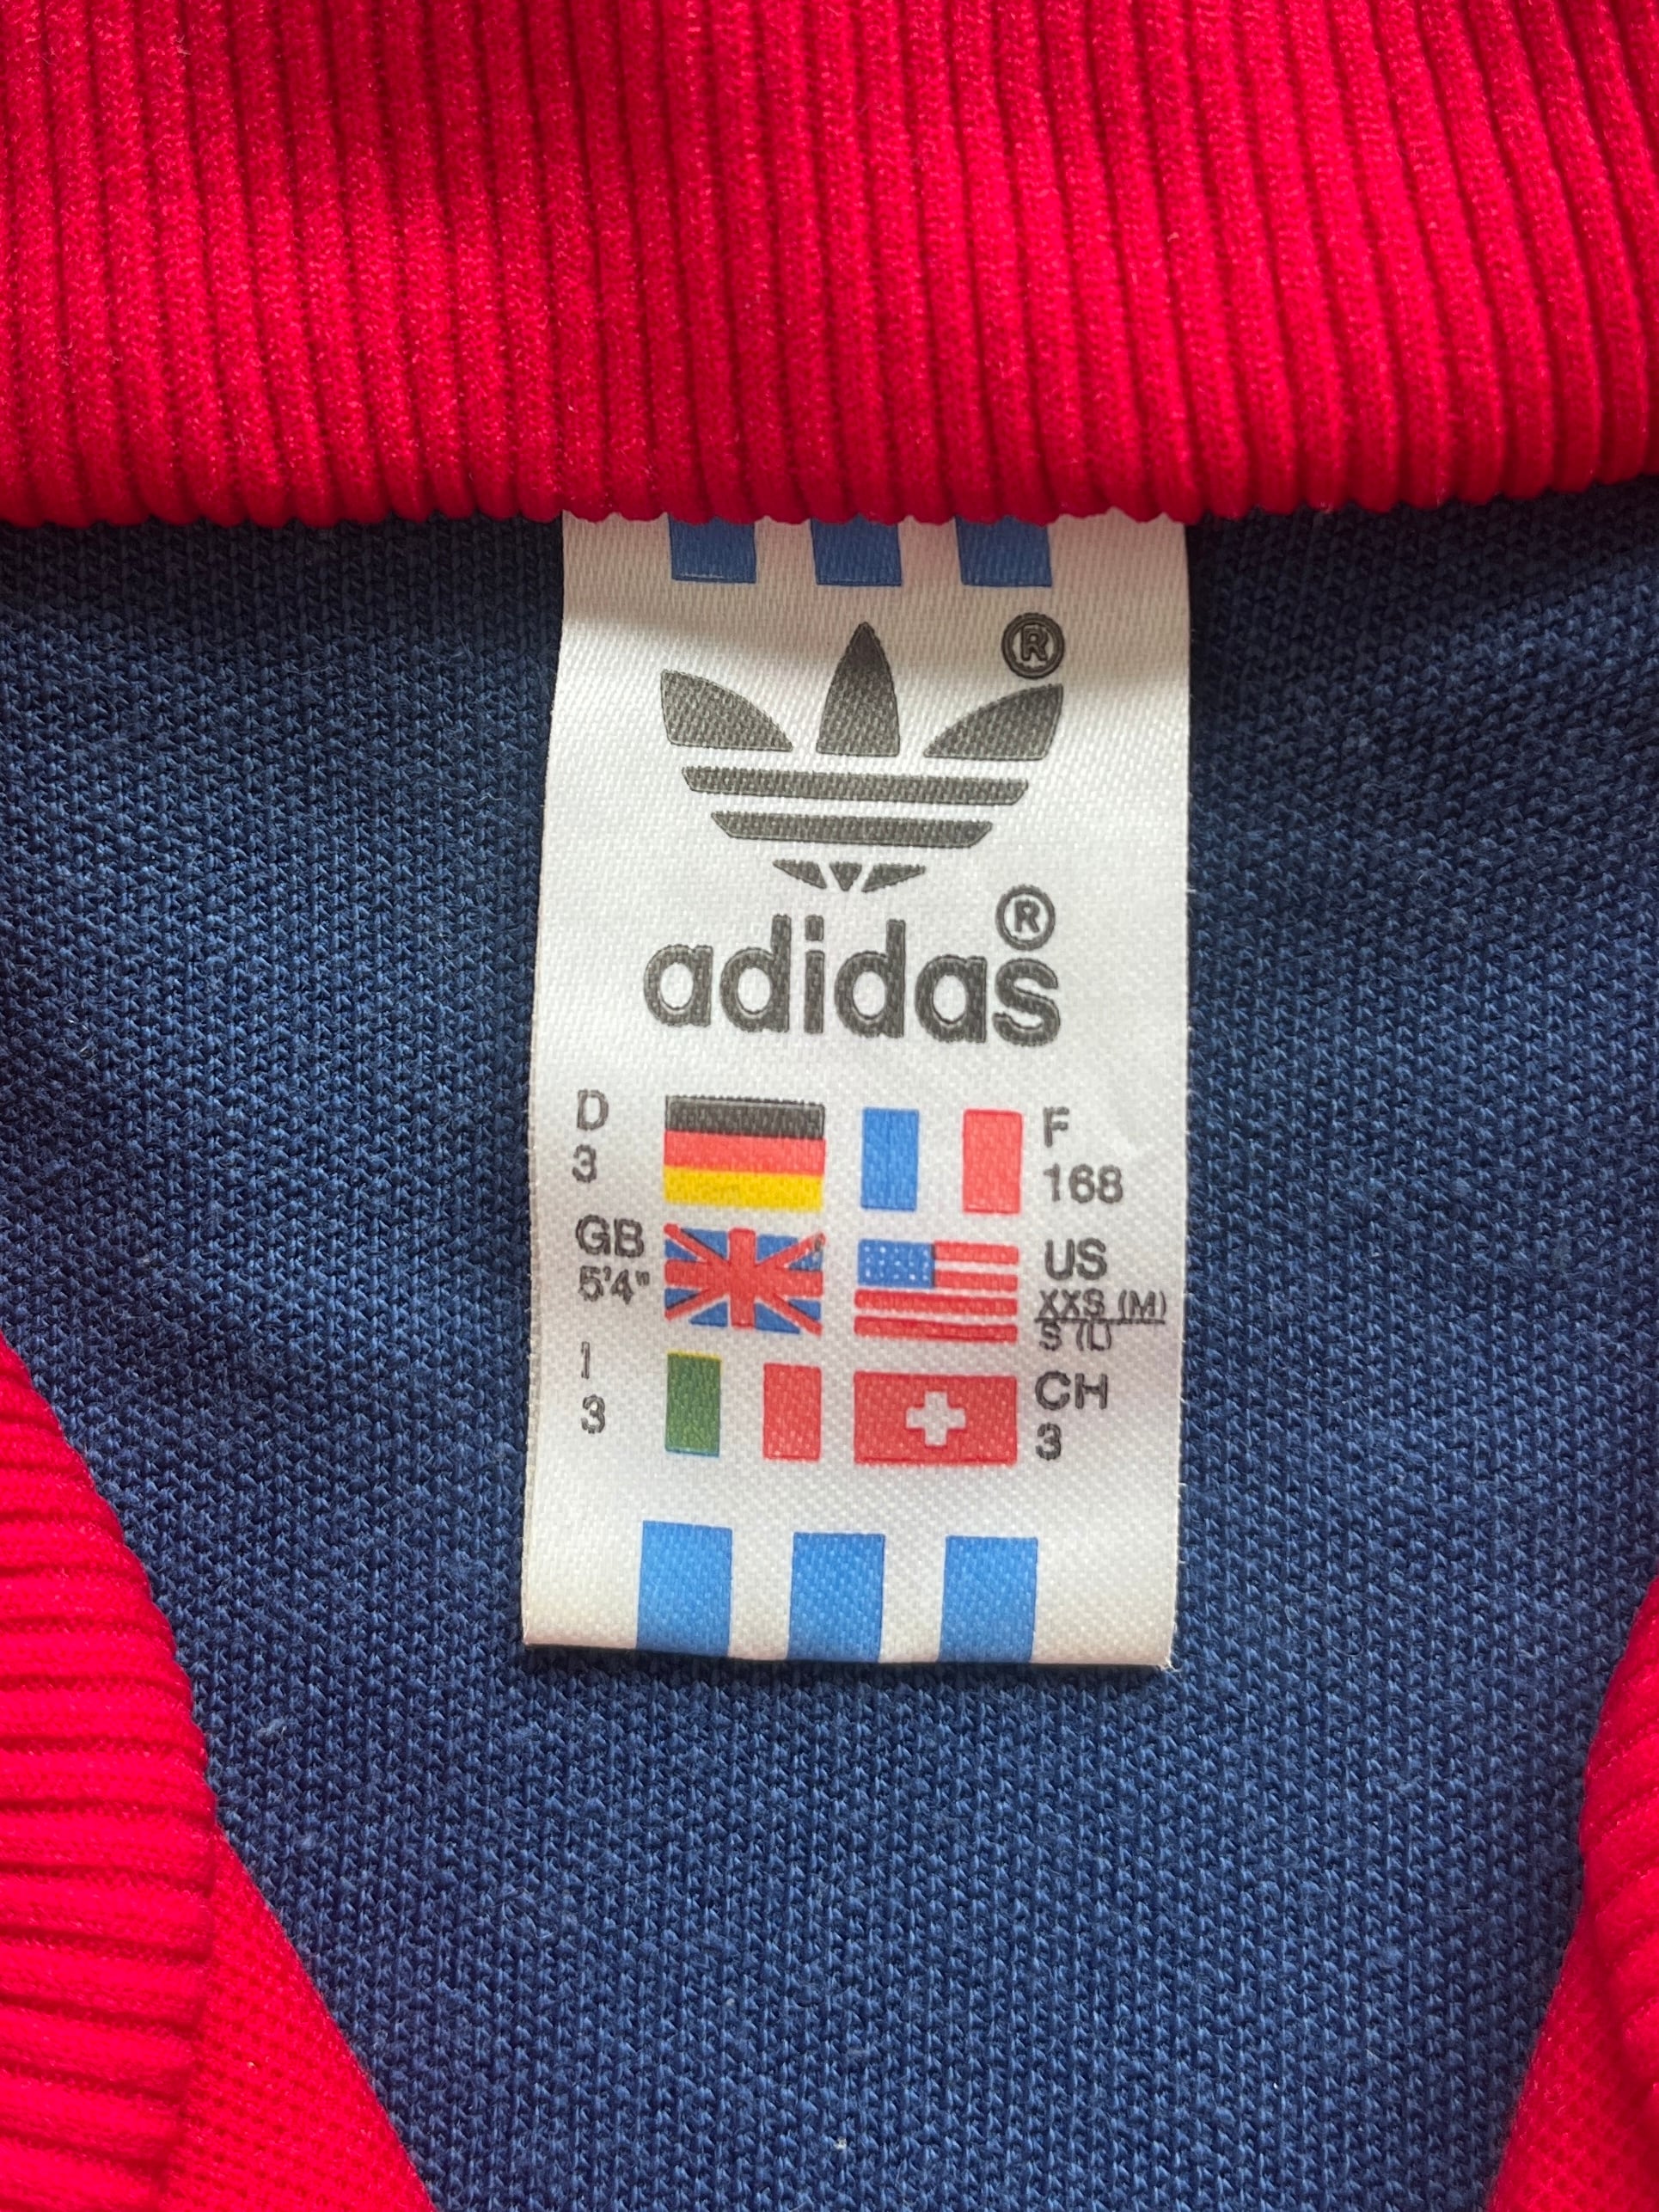 ®
adidas®
D
3
F
168
GB
5'4"
US
XXS (M)
S (L)
I
3
CH
3